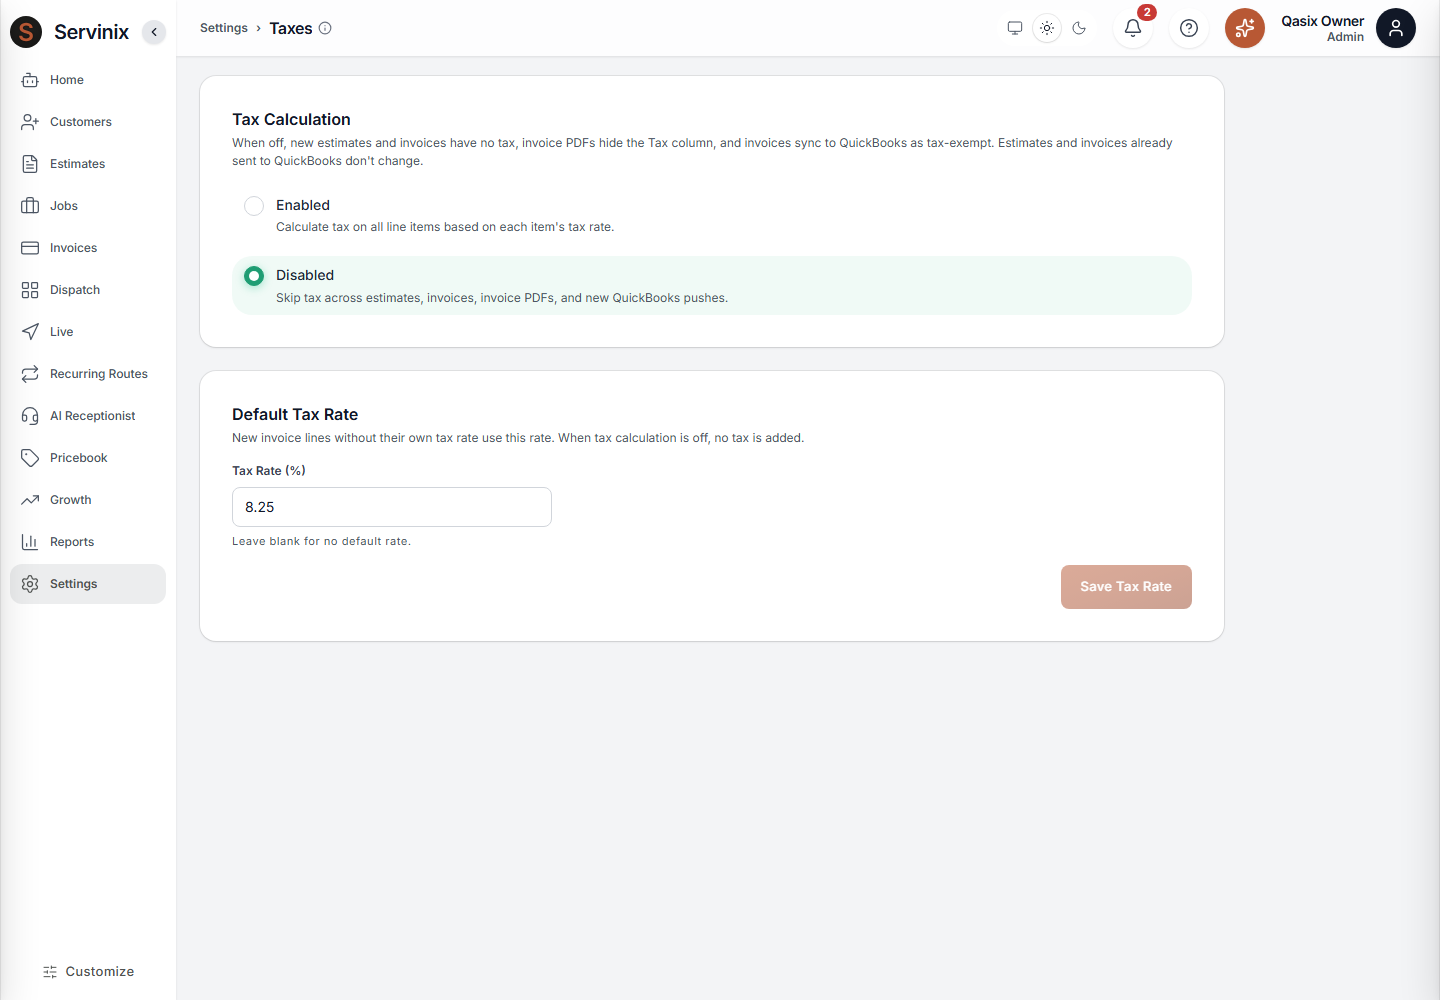 S Servinix
Home
Customers
Estimates
Jobs
Invoices
Dispatch
Live
Recurring Routes
AI Receptionist
Pricebook
Growth
Reports
Settings
Customize
Settings › Taxes
2
Qasix Owner
Admin
Tax Calculation
When off, new estimates and invoices have no tax, invoice PDFs hide the Tax column, and invoices sync to QuickBooks as tax-exempt. Estimates and invoices already
sent to QuickBooks don't change.
Enabled
Calculate tax on all line items based on each item's tax rate.
Disabled
Skip tax across estimates, invoices, invoice PDFs, and new QuickBooks pushes.
Default Tax Rate
New invoice lines without their own tax rate use this rate. When tax calculation is off, no tax is added.
Tax Rate (%)
8.25
Leave blank for no default rate.
Save Tax Rate